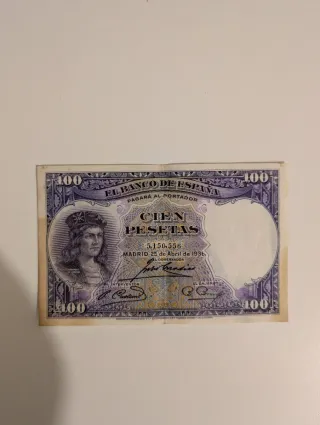 100 100
EL BANCO DE ESPAÑA
PAGARÁ AL PORTADOR
CIEN
PESETAS
5,156,556
MADRID 25 de Abril de 1931
100 100